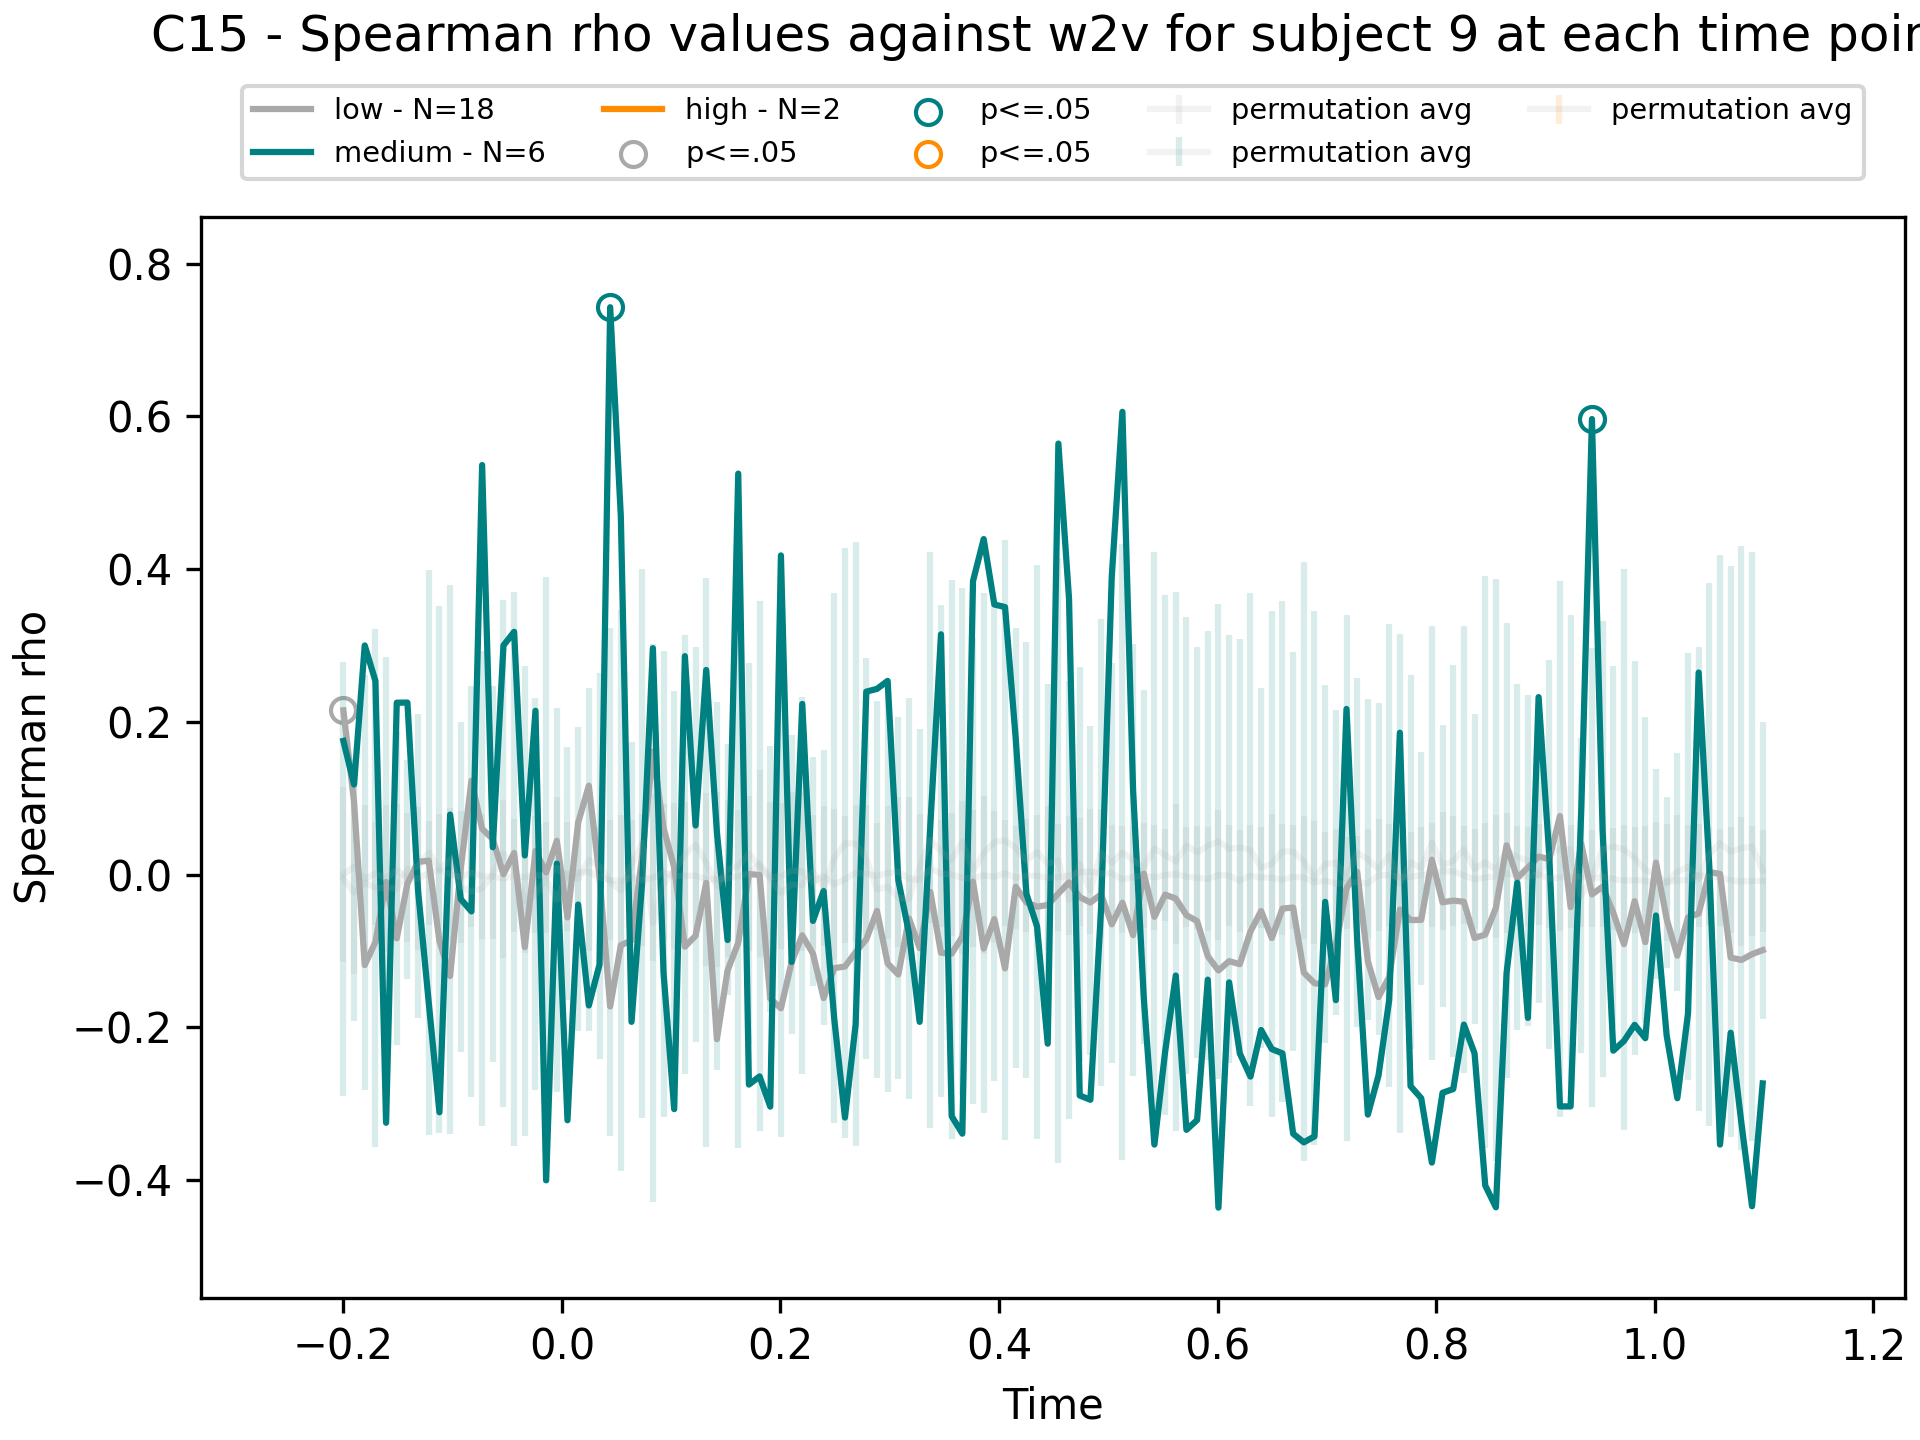 C15 - Spearman rho values against w2v for subject 9 at each time poin
low - N=18
medium - N=6
high - N=2
p<=.05
p<=.05
p<=.05
permutation avg
permutation avg
permutation avg
Spearman rho
0.8
0.6
0.4
0.2
0.0
−0.2
−0.4
−0.2 0.0 0.2 0.4 0.6 0.8 1.0 1.2
Time